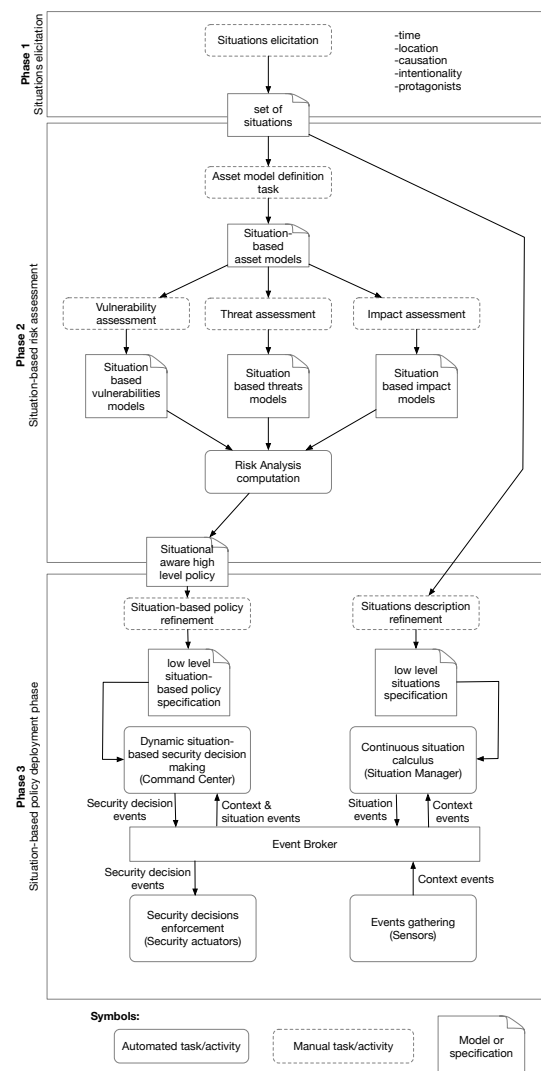 Phase 1
Situations elicitation
Situations elicitation
-time
-location
-causation
-intentionality
-protagonists
set of
situations
Phase 2
Situation-based risk assessment
Asset model definition
task
Situation-
based
asset models
Vulnerability
assessment
Threat assessment
Impact assessment
Situation
based
vulnerabilities
models
Situation
based threats
models
Situation
based impact
models
Risk Analysis
computation
Situational
aware high
level policy
Phase 3
Situation-based policy deployment phase
Situation-based policy
refinement
Situations description
refinement
low level
situation-
based policy
specification
low level
situations
specification
Dynamic situation-
based security decision
making
(Command Center)
Continuous situation
calculus
(Situation Manager)
Security decision
events
Context &
situation events
Situation
events
Context
events
Event Broker
Security decision
events
Context events
Security decisions
enforcement
(Security actuators)
Events gathering
(Sensors)
Symbols:
Automated task/activity
Manual task/activity
Model or
specification